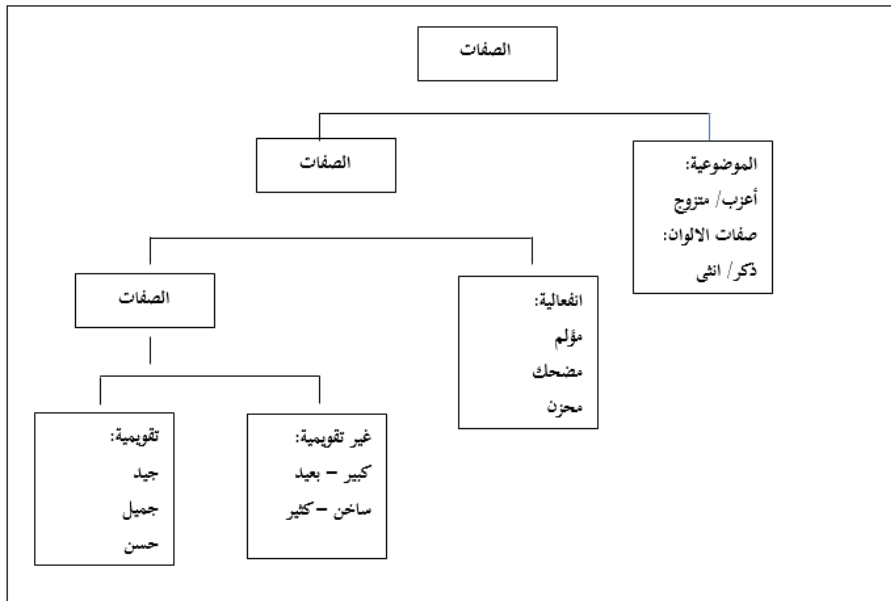 الصفات
الصفات
الموضوعية:
أعزب/ متزوج
صفات الالوان:
ذكر/ انثى
الصفات
انفعالية:
مؤلم
مضحك
محزن
غير تقويمية:
كبير – بعيد
ساخن – كثير
تقويمية:
جيد
جميل
حسن